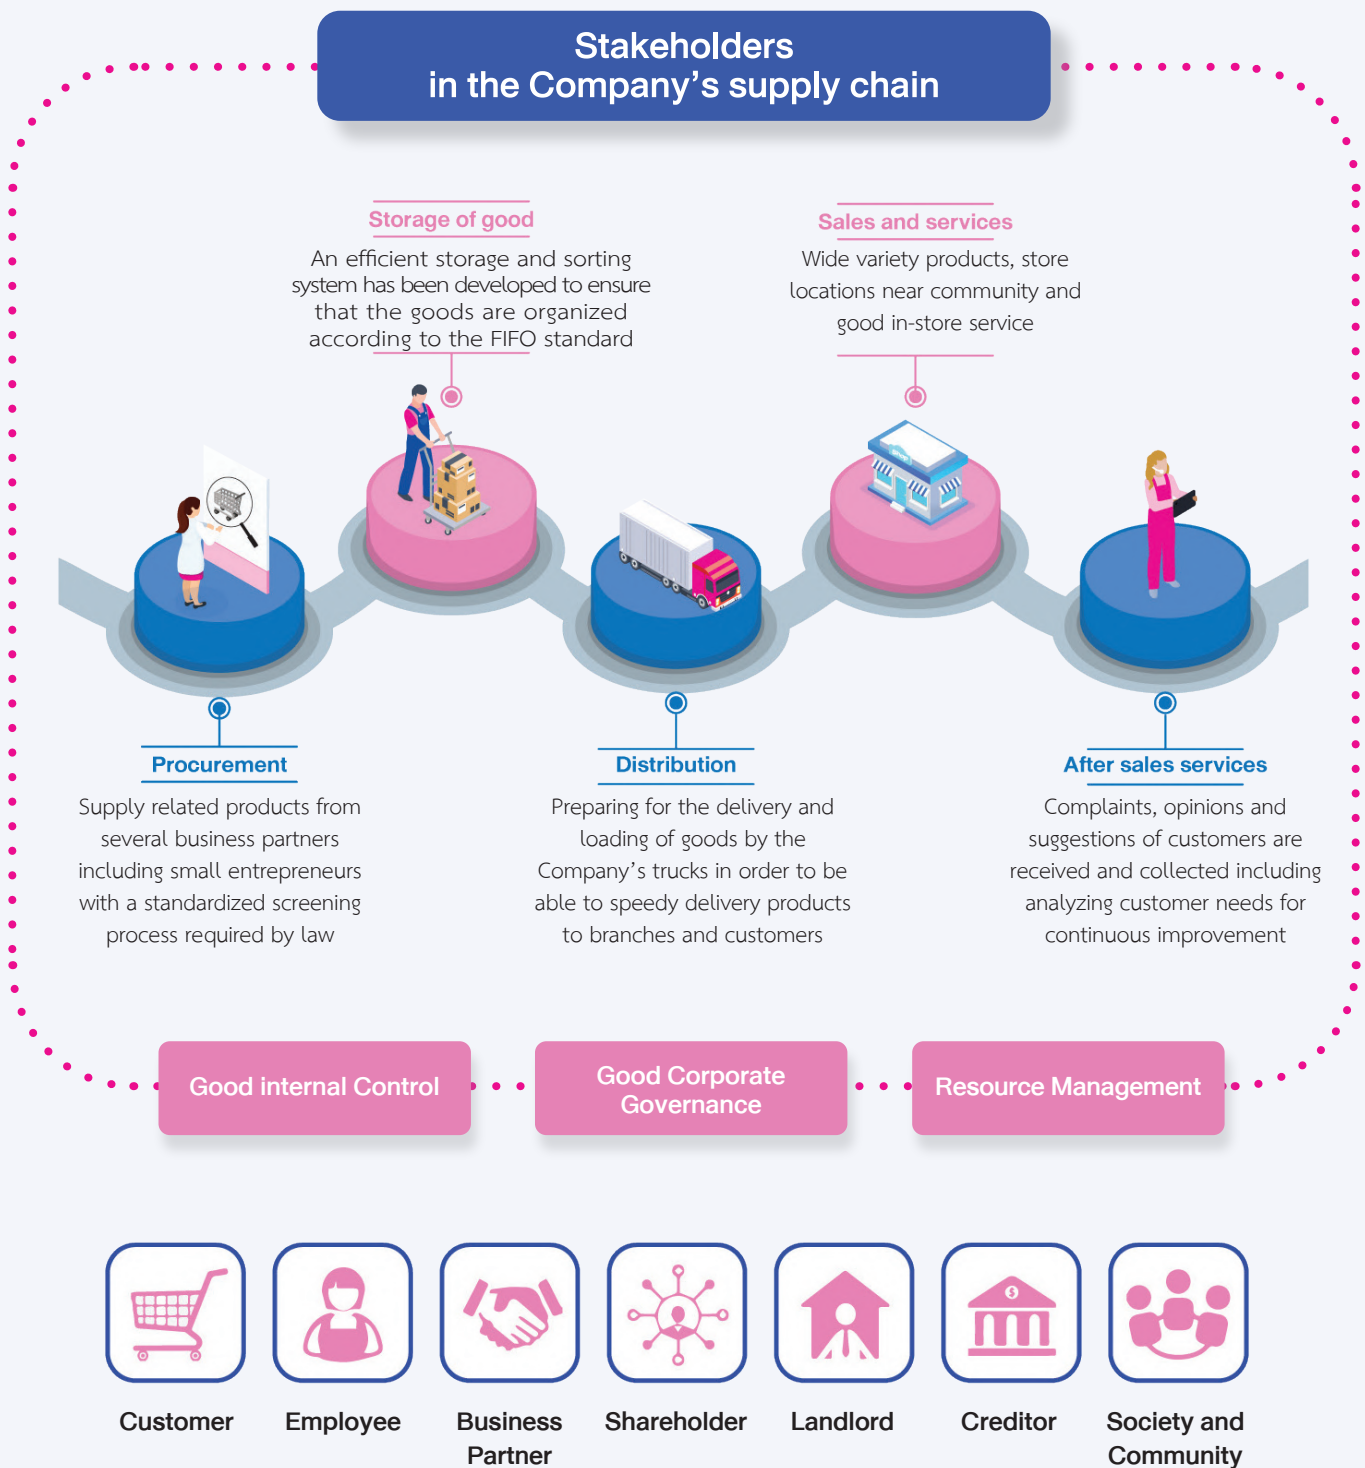 Stakeholders
in the Company's supply chain
Storage of good
An efficient storage and sorting
system has been developed to ensure
that the goods are organized
according to the FIFO standard
Sales and services
Wide variety products, store
locations near community and
good in-store service
Procurement
Supply related products from
several business partners
including small entrepreneurs
with a standardized screening
process required by law
Distribution
Preparing for the delivery and
loading of goods by the
Company's trucks in order to be
able to speedy delivery products
to branches and customers
After sales services
Complaints, opinions and
suggestions of customers are
received and collected including
analyzing customer needs for
continuous improvement
Good internal Control
Good Corporate
Governance
Resource Management
Customer
Employee
Business
Partner
Shareholder
Landlord
$
Creditor
Society and
Community